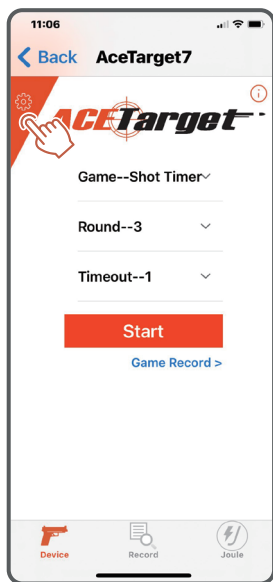 11:06
Back AceTarget7
ACETarget
Game--Shot Timer
Round--3
Timeout--1
Start
Game Record >
Device Record Joule